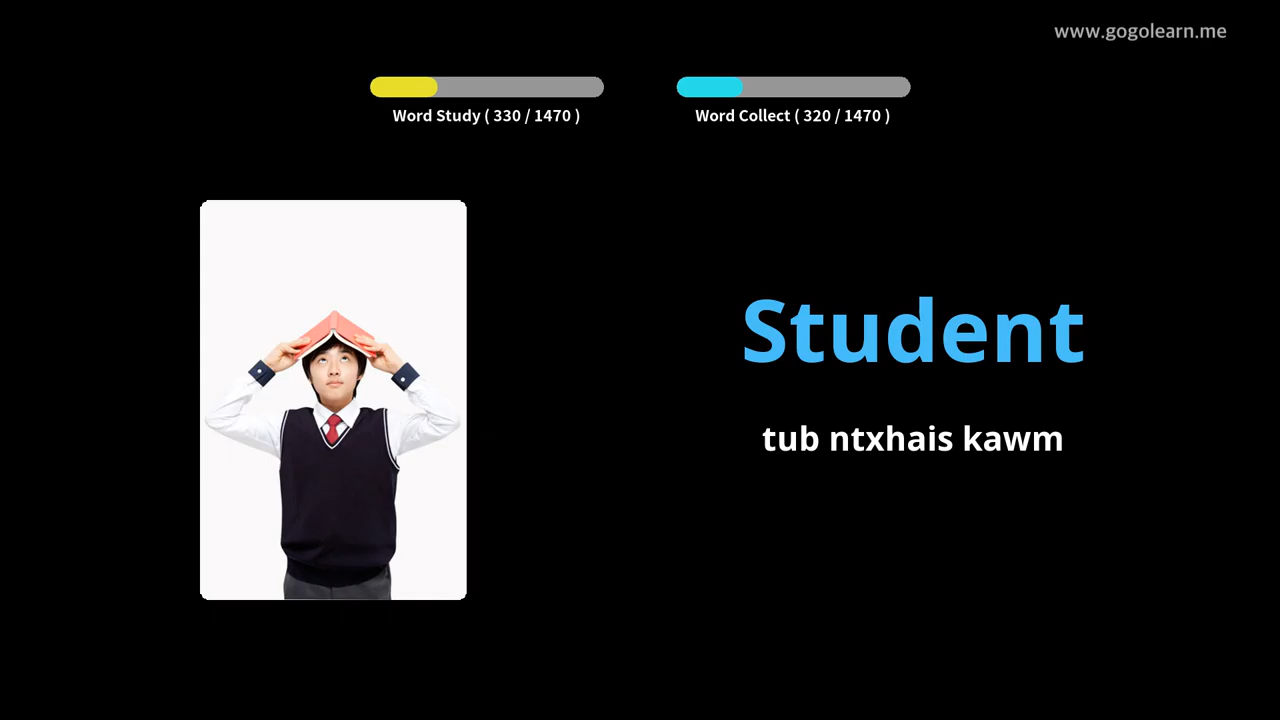 www.gogolearn.me
Word Study ( 330 / 1470 )
Word Collect ( 320 / 1470 )
Student
tub ntxhais kawm